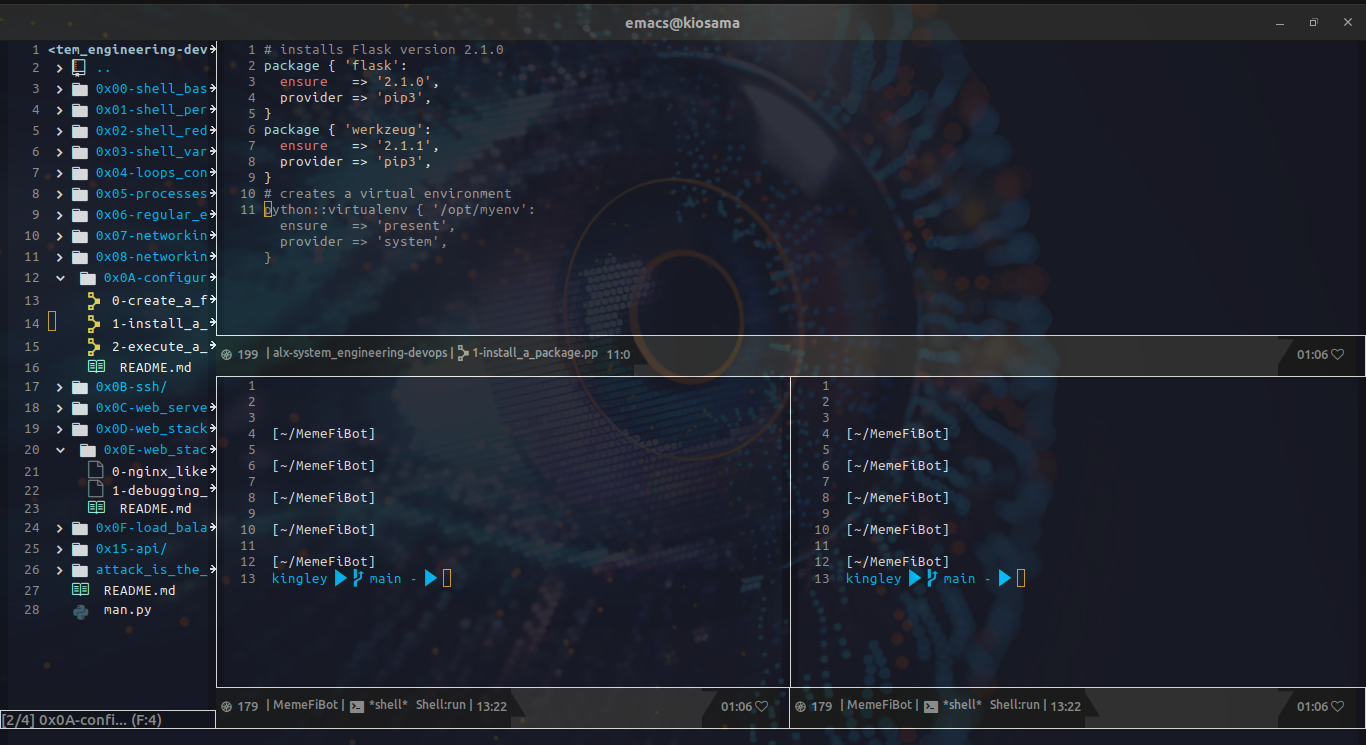 emacs@kiosama
1 <tem_engineering-dev
2 ..
3 0x00-shell_bas
4 0x01-shell_per
5 0x02-shell_red
6 0x03-shell_var
7 0x04-loops_con
8 0x05-processes
9 0x06-regular_e
10 0x07-networkin
11 0x08-networkin
12 0x0A-configur
13 0-create_a_f
14 1-install_a_
15 2-execute_a_
16 README.md
17 0x0B-ssh/
18 0x0C-web_serve
19 0x0D-web_stack
20 0x0E-web_stac
21 0-nginx_like
22 1-debugging_
23 README.md
24 0x0F-load_bala
25 0x15-api/
26 attack_is_the_
27 README.md
28 man.py
[2/4] 0x0A-confi... (F:4)
1 # installs Flask version 2.1.0
2 package { 'flask':
3   ensure   => '2.1.0',
4   provider => 'pip3',
5 }
6 package { 'werkzeug':
7   ensure   => '2.1.1',
8   provider => 'pip3',
9 }
10 # creates a virtual environment
11 python::virtualenv { '/opt/myenv':
  ensure   => 'present',
  provider => 'system',
}
199 | alx-system_engineering-devops | 1-install_a_package.pp 11:0 01:06
1
2
3
4 [~/MemeFiBot]
5
6 [~/MemeFiBot]
7
8 [~/MemeFiBot]
9
10 [~/MemeFiBot]
11
12 [~/MemeFiBot]
13 kingley main -
179 | MemeFiBot | *shell* Shell:run | 13:22 01:06
1
2
3
4 [~/MemeFiBot]
5
6 [~/MemeFiBot]
7
8 [~/MemeFiBot]
9
10 [~/MemeFiBot]
11
12 [~/MemeFiBot]
13 kingley main -
179 | MemeFiBot | *shell* Shell:run | 13:22 01:06